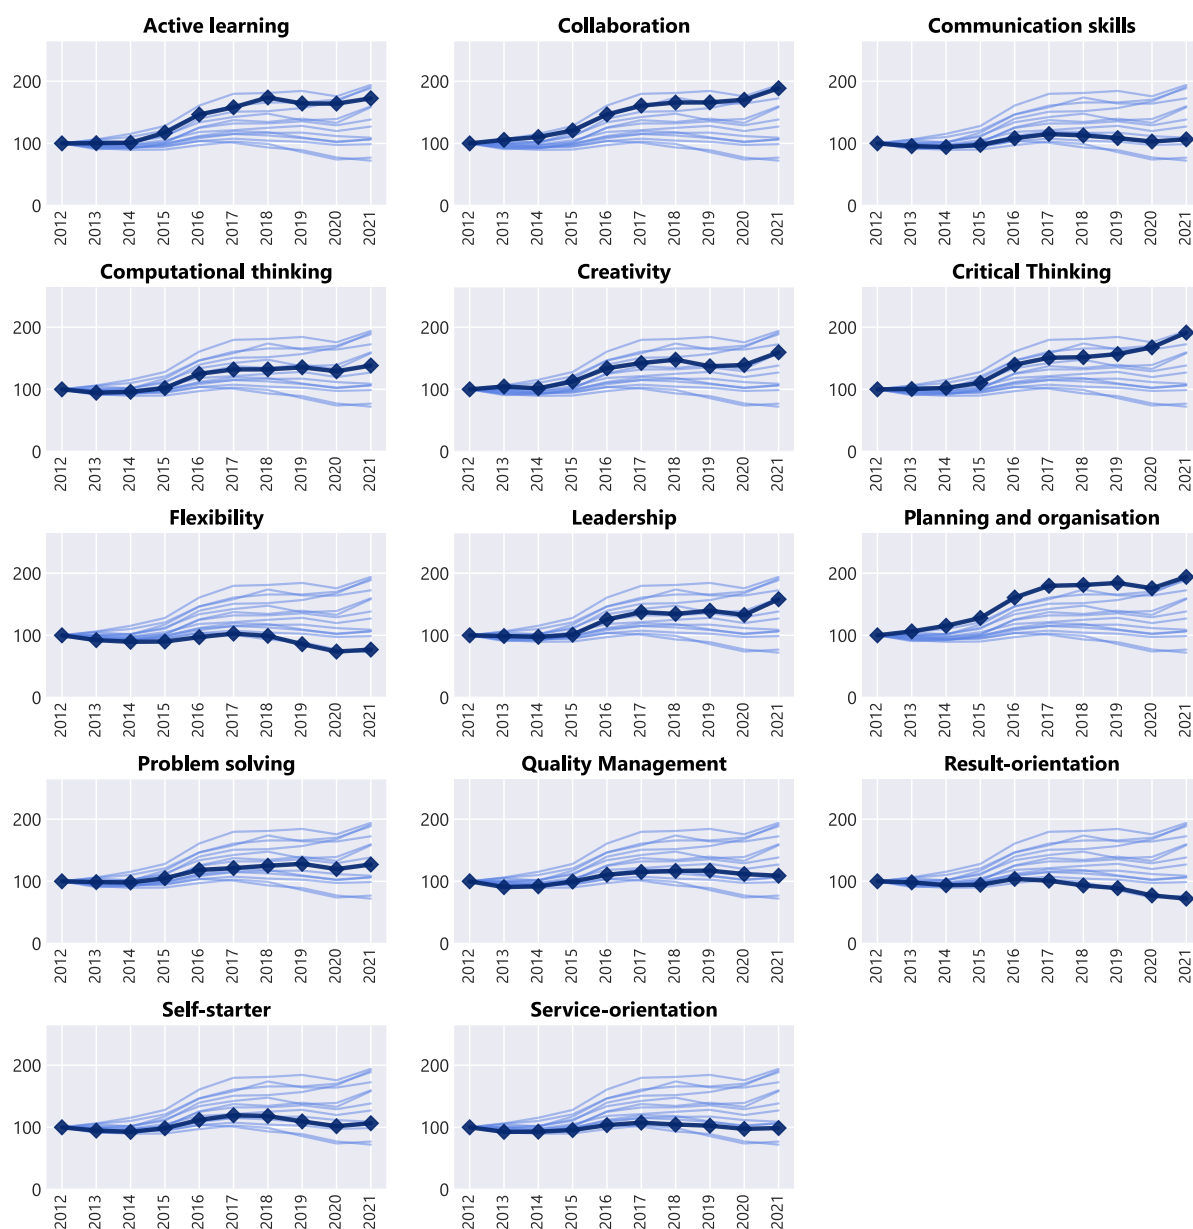 Active learning
Collaboration
Communication skills
200
100
0
2012 2013 2014 2015 2016 2017 2018 2019 2020 2021
200
100
0
2012 2013 2014 2015 2016 2017 2018 2019 2020 2021
200
100
0
2012 2013 2014 2015 2016 2017 2018 2019 2020 2021
Computational thinking
Creativity
Critical Thinking
200
100
0
2012 2013 2014 2015 2016 2017 2018 2019 2020 2021
200
100
0
2012 2013 2014 2015 2016 2017 2018 2019 2020 2021
200
100
0
2012 2013 2014 2015 2016 2017 2018 2019 2020 2021
Flexibility
Leadership
Planning and organisation
200
100
0
2012 2013 2014 2015 2016 2017 2018 2019 2020 2021
200
100
0
2012 2013 2014 2015 2016 2017 2018 2019 2020 2021
200
100
0
2012 2013 2014 2015 2016 2017 2018 2019 2020 2021
Problem solving
Quality Management
Result-orientation
200
100
0
2012 2013 2014 2015 2016 2017 2018 2019 2020 2021
200
100
0
2012 2013 2014 2015 2016 2017 2018 2019 2020 2021
200
100
0
2012 2013 2014 2015 2016 2017 2018 2019 2020 2021
Self-starter
Service-orientation
200
100
0
2012 2013 2014 2015 2016 2017 2018 2019 2020 2021
200
100
0
2012 2013 2014 2015 2016 2017 2018 2019 2020 2021